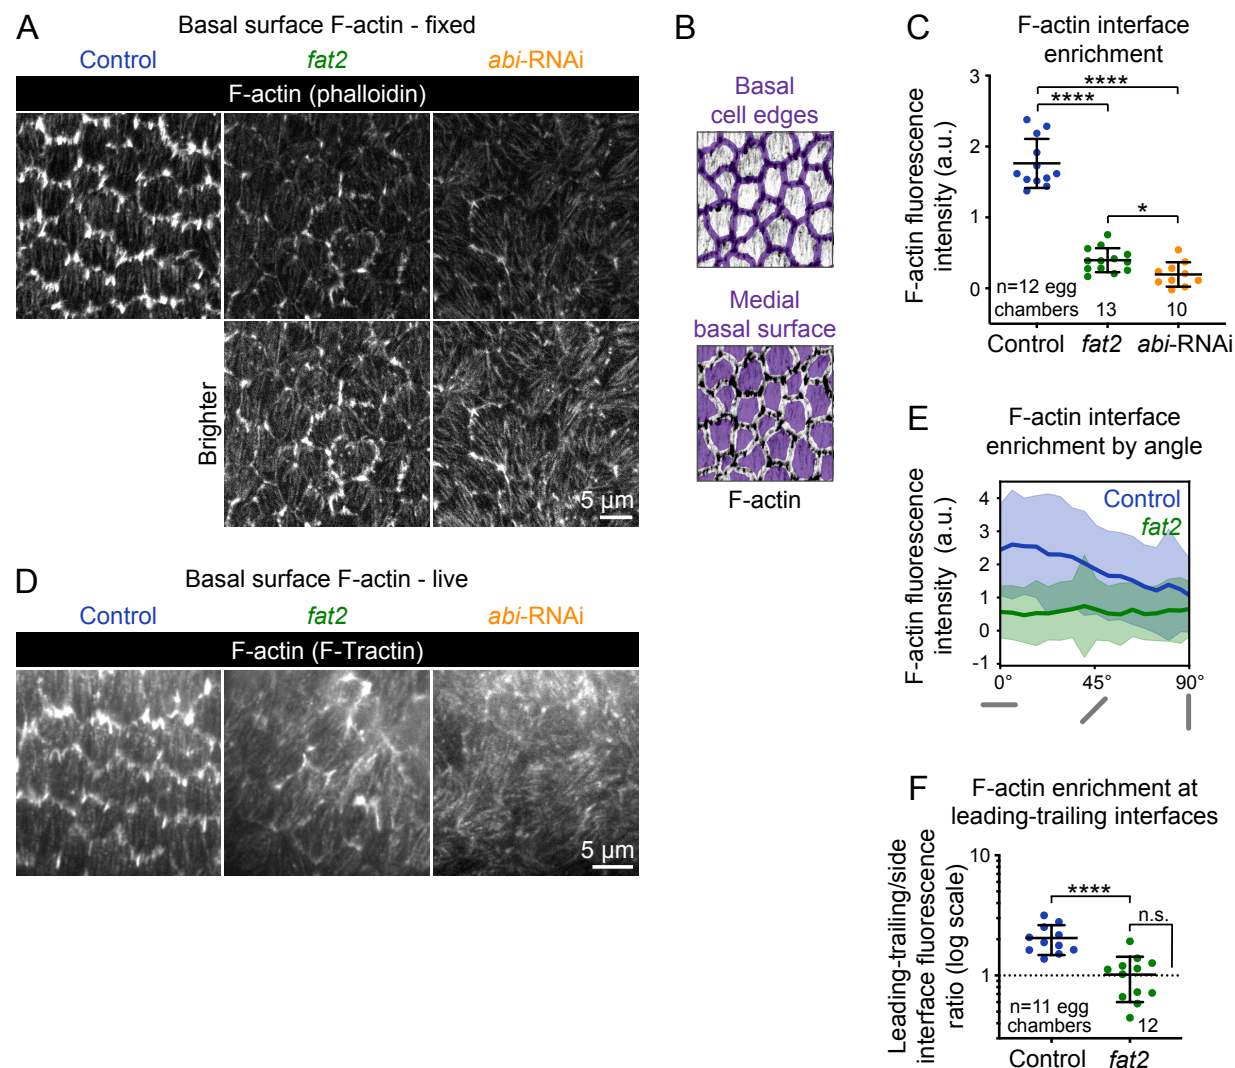 A
Basal surface F-actin - fixed
Control
fat2
abi-RNAi
F-actin (phalloidin)
Brighter
5 µm
B
Basal
cell edges
Medial
basal surface
F-actin
C
F-actin interface
enrichment
F-actin fluorescence
intensity (a.u.)
3
2
1
0
****
****
*
n=12 egg
chambers
13
10
Control
fat2
abi-RNAi
D
Basal surface F-actin - live
Control
fat2
abi-RNAi
F-actin (F-Tractin)
5 µm
E
F-actin interface
enrichment by angle
F-actin fluorescence
intensity (a.u.)
4
3
2
1
0
-1
Control
fat2
0°
45°
90°
F
F-actin enrichment at
leading-trailing interfaces
Leading-trailing/side
interface fluorescence
ratio (log scale)
10
1
****
n.s.
n=11 egg
chambers
12
Control
fat2